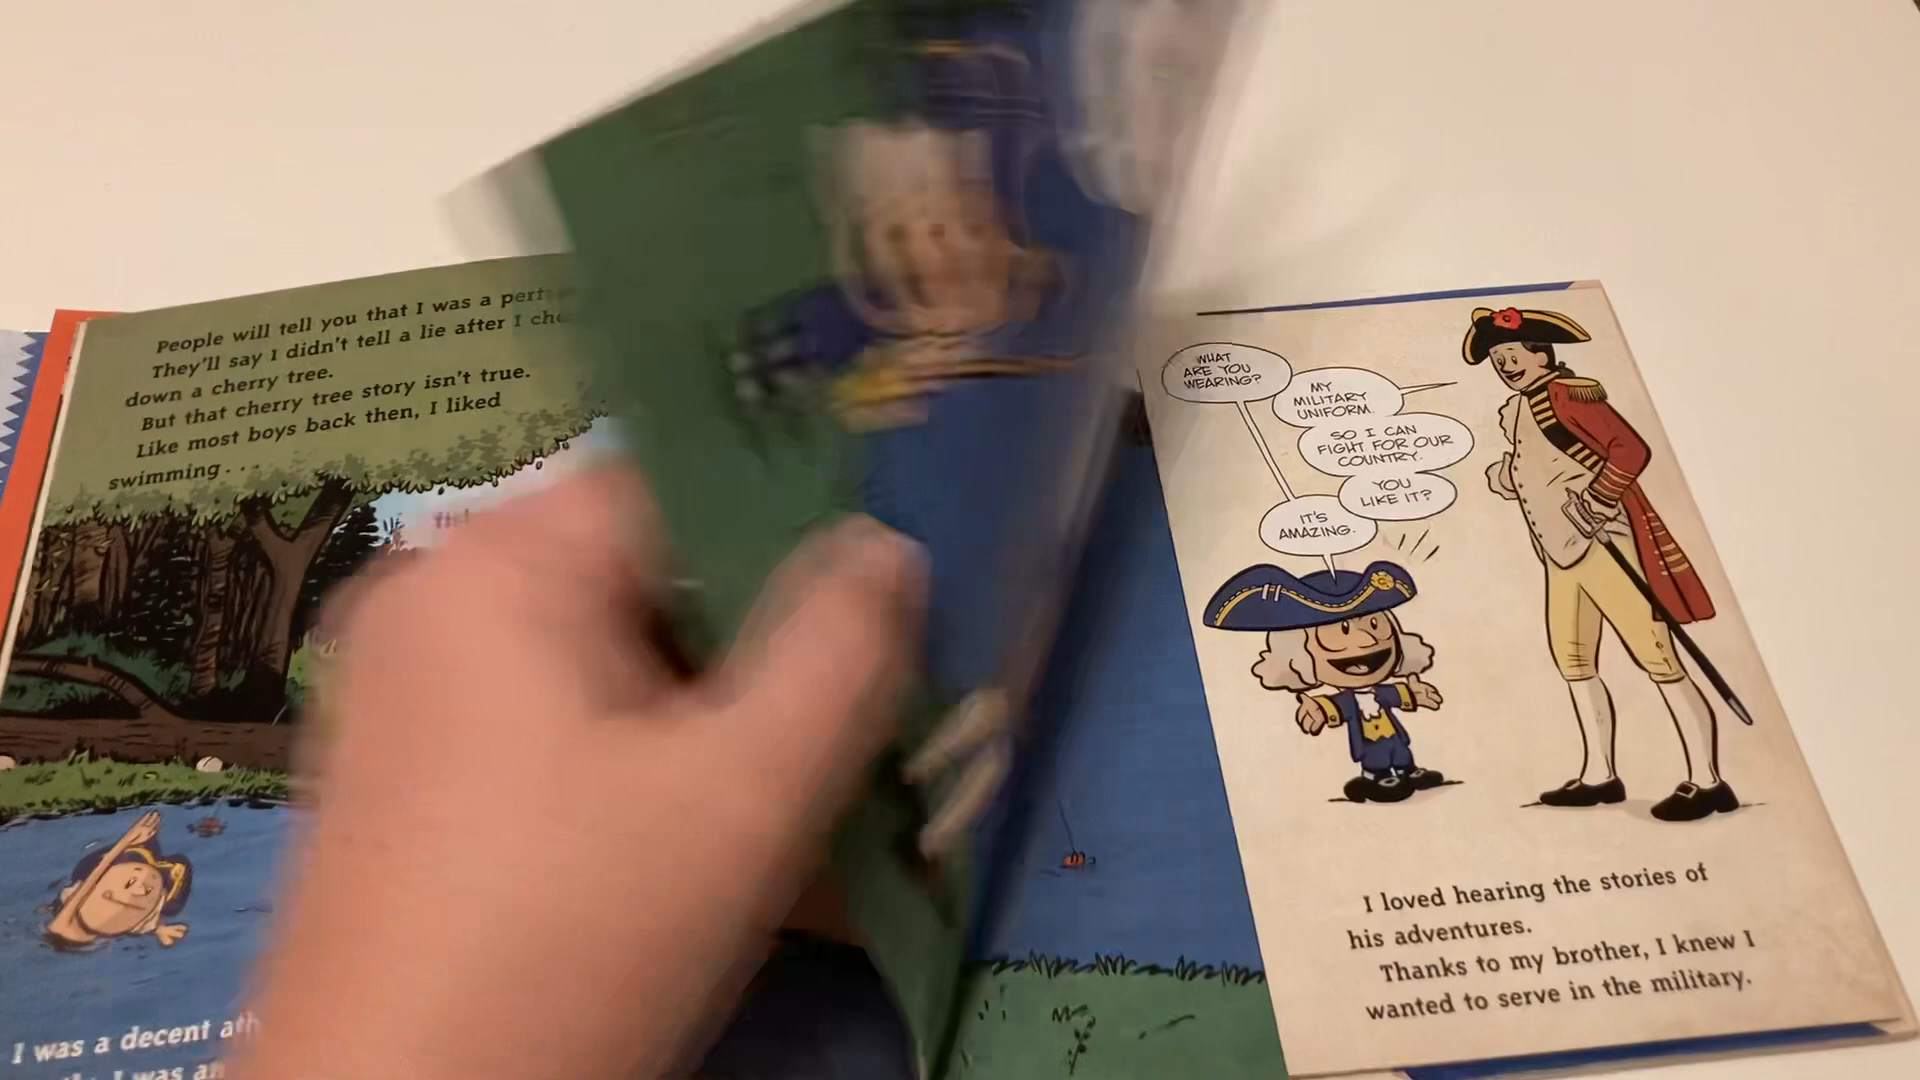 People will tell you that I was a
They'll say I didn't tell a lie after I
down a cherry tree.
But that cherry tree story isn't true.
Like most boys back then, I liked
swimming...
I was a decent
I was an
WHAT
ARE YOU
WEARING?
MY
MILITARY
UNIFORM.
SO I CAN
FIGHT FOR OUR
COUNTRY.
YOU
LIKE IT?
IT'S
AMAZING.
I loved hearing the stories of
his adventures.
Thanks to my brother, I knew I
wanted to serve in the military.